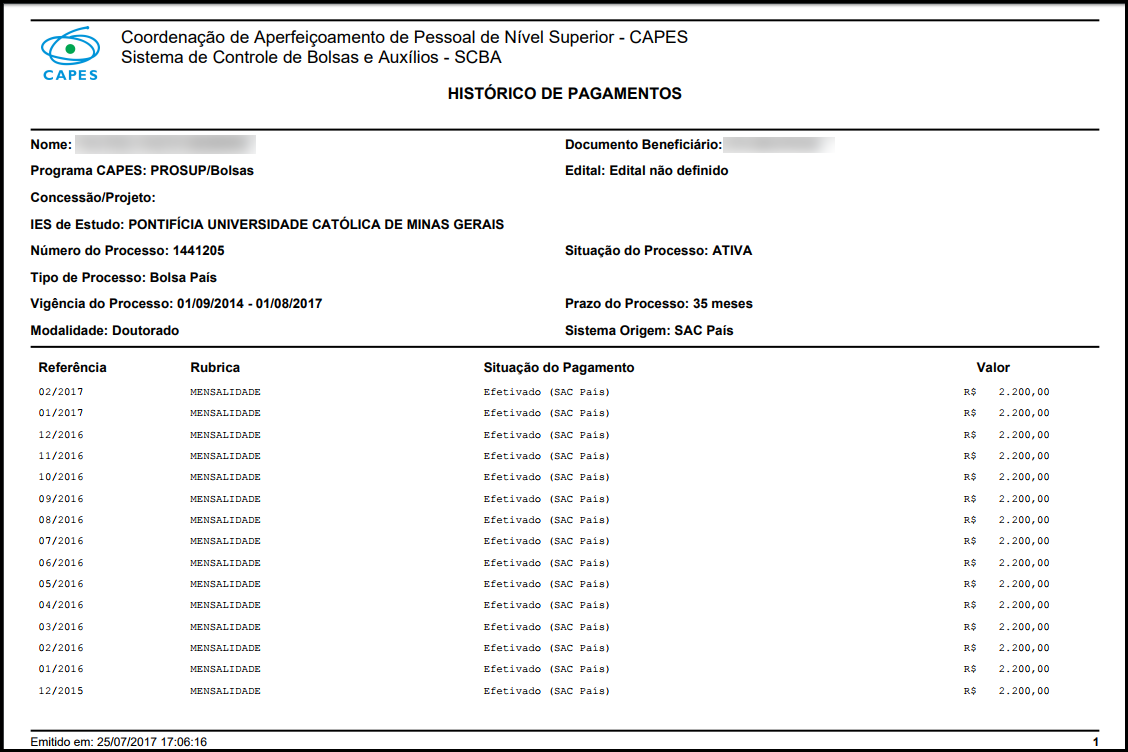 CAPES
Coordenação de Aperfeiçoamento de Pessoal de Nível Superior - CAPES
Sistema de Controle de Bolsas e Auxílios - SCBA
HISTÓRICO DE PAGAMENTOS
Nome: Documento Beneficiário:
Programa CAPES: PROSUP/Bolsas Edital: Edital não definido
Concessão/Projeto:
IES de Estudo: PONTIFÍCIA UNIVERSIDADE CATÓLICA DE MINAS GERAIS
Número do Processo: 1441205 Situação do Processo: ATIVA
Tipo de Processo: Bolsa País
Vigência do Processo: 01/09/2014 - 01/08/2017 Prazo do Processo: 35 meses
Modalidade: Doutorado Sistema Origem: SAC País
Referência Rubrica Situação do Pagamento Valor
02/2017 MENSALIDADE Efetivado (SAC País) R$ 2.200,00
01/2017 MENSALIDADE Efetivado (SAC País) R$ 2.200,00
12/2016 MENSALIDADE Efetivado (SAC País) R$ 2.200,00
11/2016 MENSALIDADE Efetivado (SAC País) R$ 2.200,00
10/2016 MENSALIDADE Efetivado (SAC País) R$ 2.200,00
09/2016 MENSALIDADE Efetivado (SAC País) R$ 2.200,00
08/2016 MENSALIDADE Efetivado (SAC País) R$ 2.200,00
07/2016 MENSALIDADE Efetivado (SAC País) R$ 2.200,00
06/2016 MENSALIDADE Efetivado (SAC País) R$ 2.200,00
05/2016 MENSALIDADE Efetivado (SAC País) R$ 2.200,00
04/2016 MENSALIDADE Efetivado (SAC País) R$ 2.200,00
03/2016 MENSALIDADE Efetivado (SAC País) R$ 2.200,00
02/2016 MENSALIDADE Efetivado (SAC País) R$ 2.200,00
01/2016 MENSALIDADE Efetivado (SAC País) R$ 2.200,00
12/2015 MENSALIDADE Efetivado (SAC País) R$ 2.200,00
Emitido em: 25/07/2017 17:06:16 1